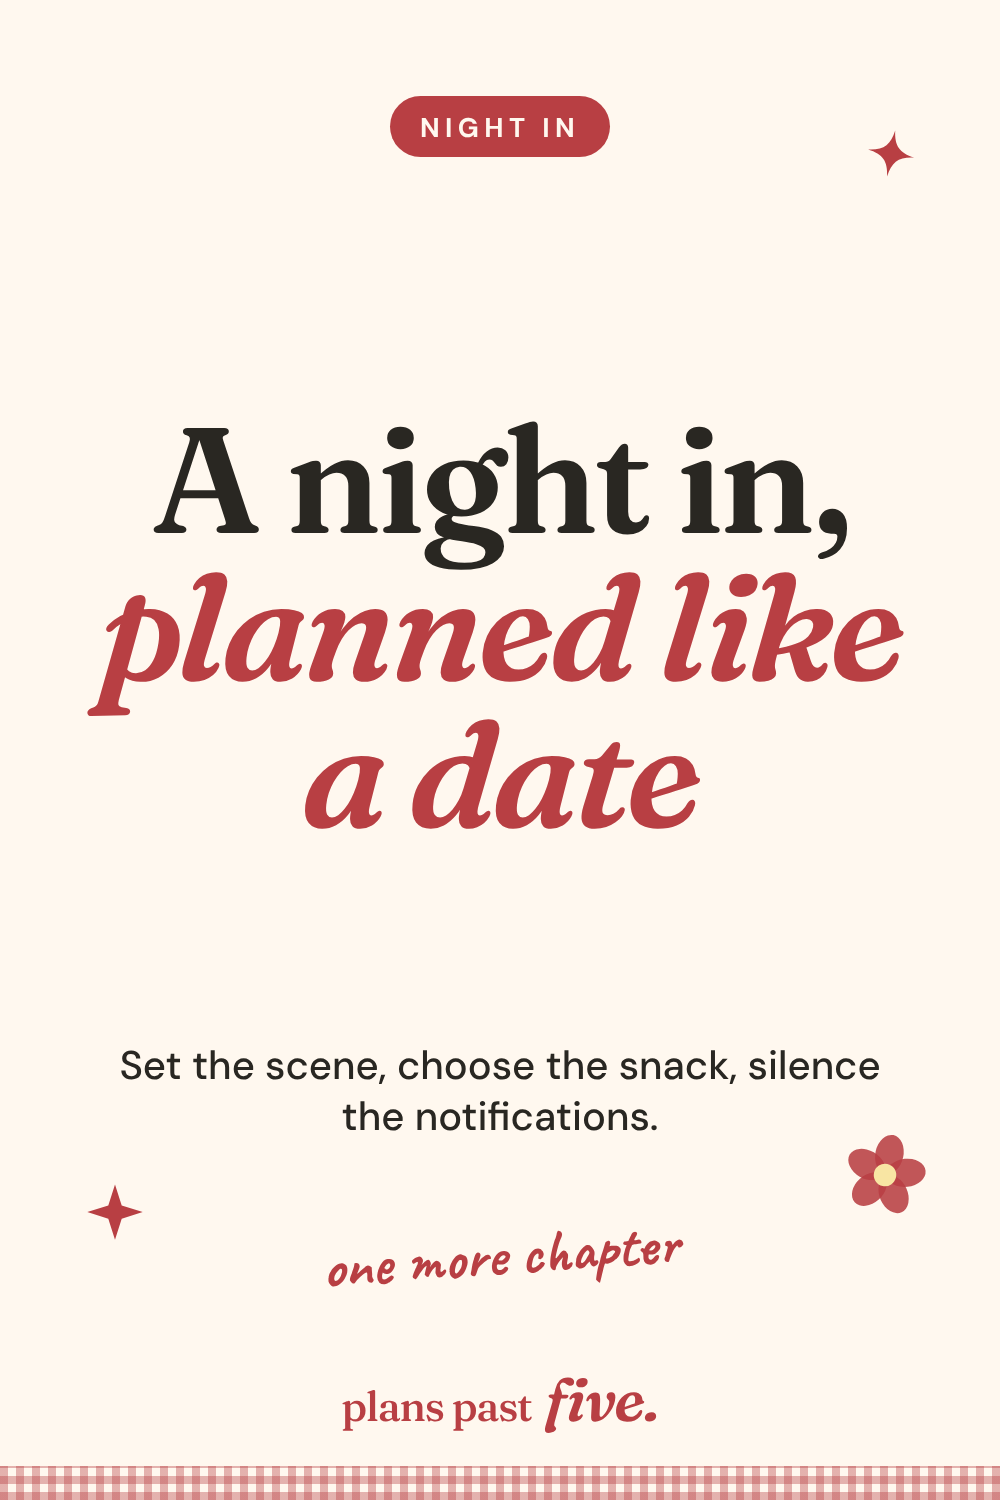 NIGHT IN
A night in,
planned like
a date
Set the scene, choose the snack, silence
the notifications.
one more chapter
plans past five.